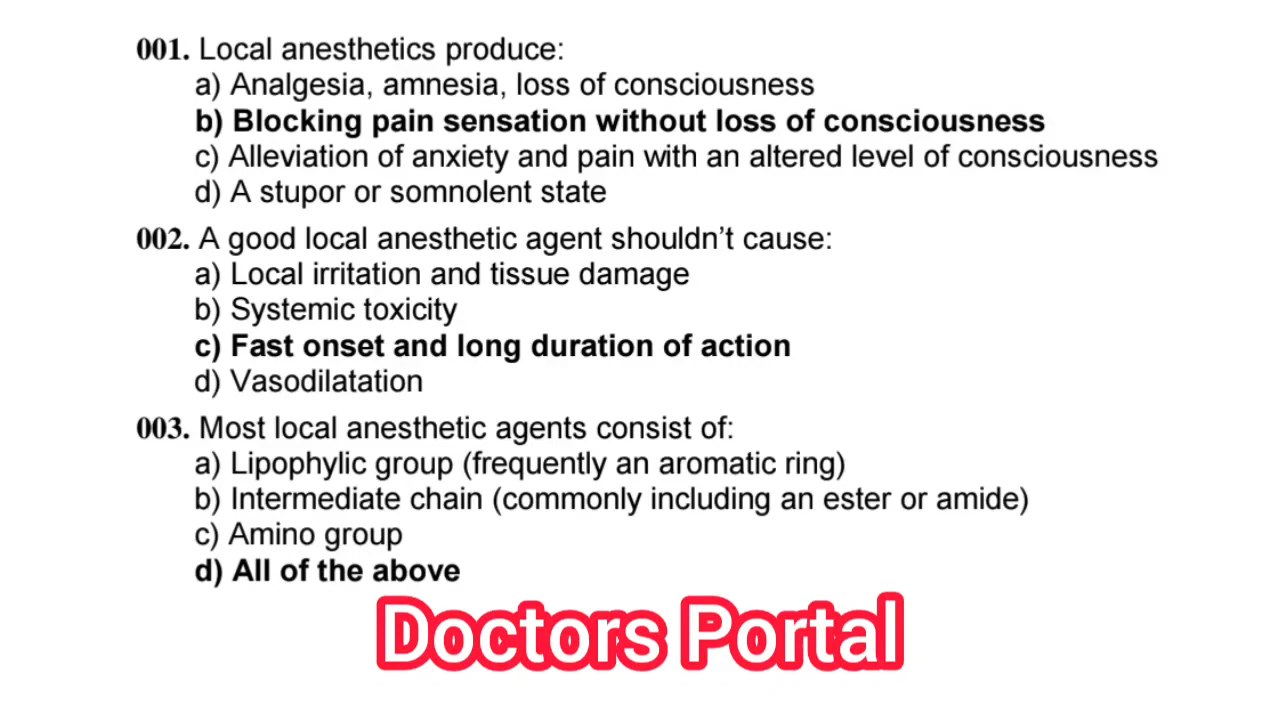 001. Local anesthetics produce:
a) Analgesia, amnesia, loss of consciousness
b) Blocking pain sensation without loss of consciousness
c) Alleviation of anxiety and pain with an altered level of consciousness
d) A stupor or somnolent state
002. A good local anesthetic agent shouldn’t cause:
a) Local irritation and tissue damage
b) Systemic toxicity
c) Fast onset and long duration of action
d) Vasodilatation
003. Most local anesthetic agents consist of:
a) Lipophylic group (frequently an aromatic ring)
b) Intermediate chain (commonly including an ester or amide)
c) Amino group
d) All of the above
Doctors Portal